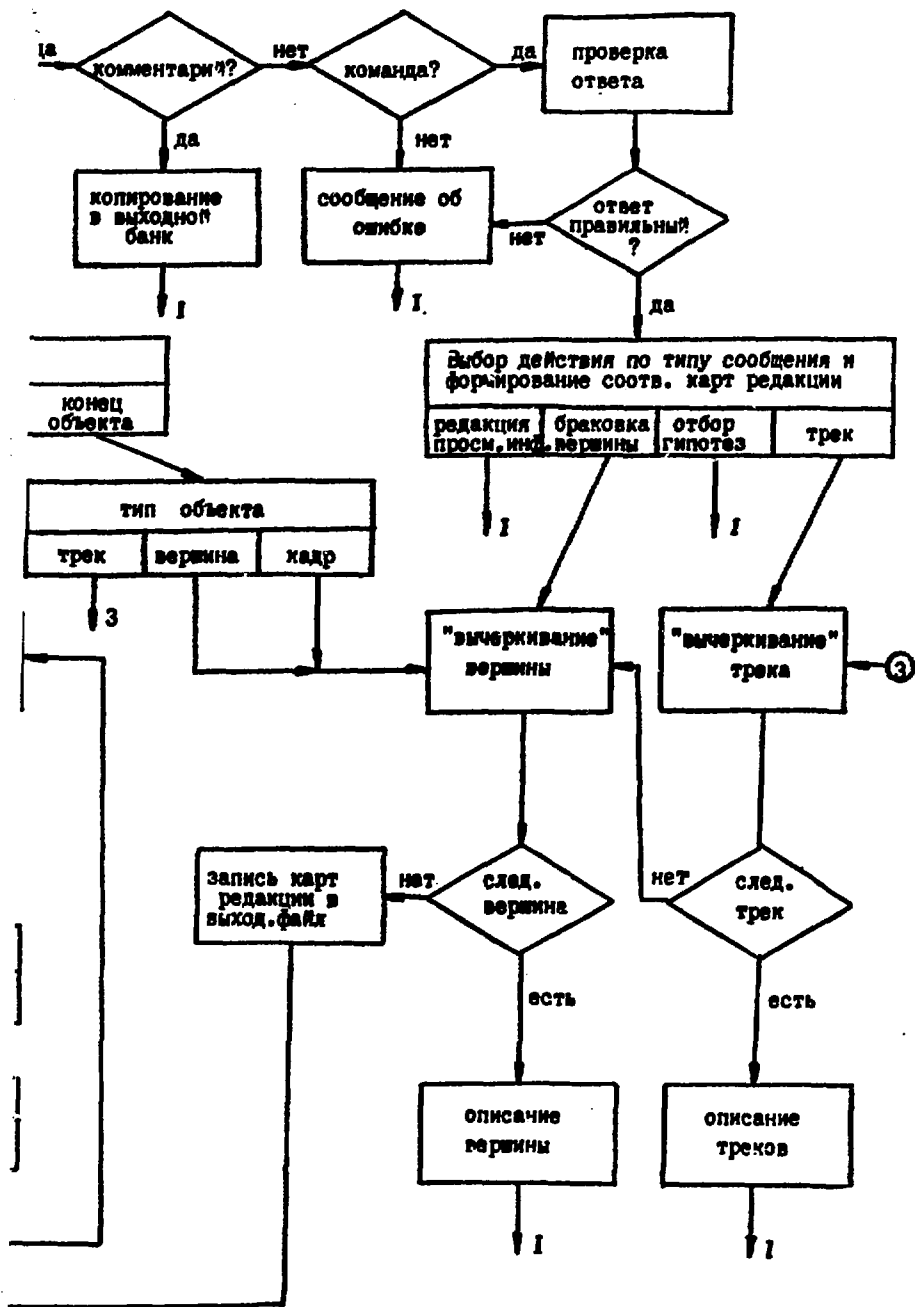 нет
да
комментарий?
команда?
проверка
ответа
да
нет
копирование
в выходной
банк
сообщение об
ошибке
нет
ответ
правильный
?
I
I.
да
Выбор действия по типу сообщения и
формирование соотв. карт редакции
конец
объекта
редакция
просм.инф.
браковка
вершины
отбор
гипотез
трек
тип объекта
I
I
трек
вершина
кадр
3
"вычеркивание"
вершины
"вычеркивание"
трека
3
запись карт
редакции в
выход.файл
нет
след.
вершина
нет
след.
трек
есть
есть
описание
вершины
описание
треков
I
I